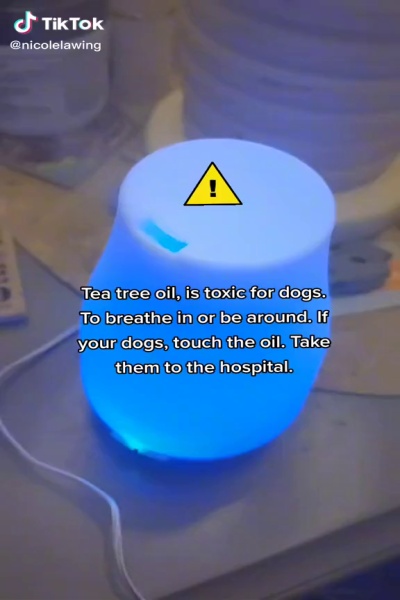 TikTok
@nicolelawing
!
Tea tree oil, is toxic for dogs.
To breathe in or be around. If
your dogs, touch the oil. Take
them to the hospital.